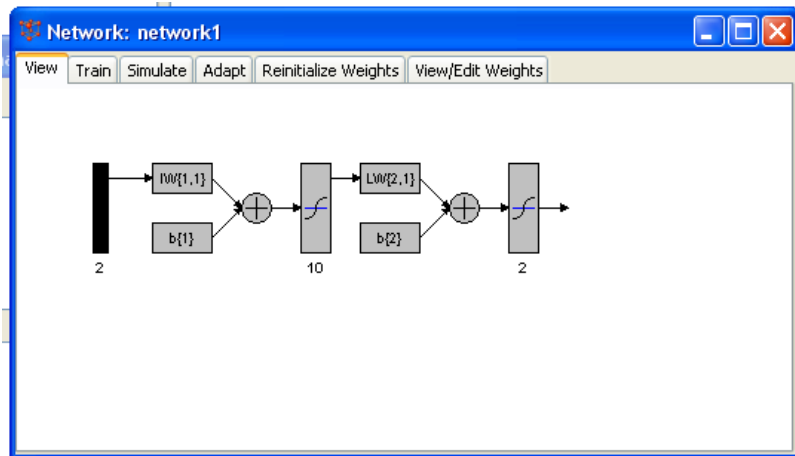 Network: network1
View Train Simulate Adapt Reinitialize Weights View/Edit Weights
IW{1,1} LW{2,1}
b{1} b{2}
2 10 2